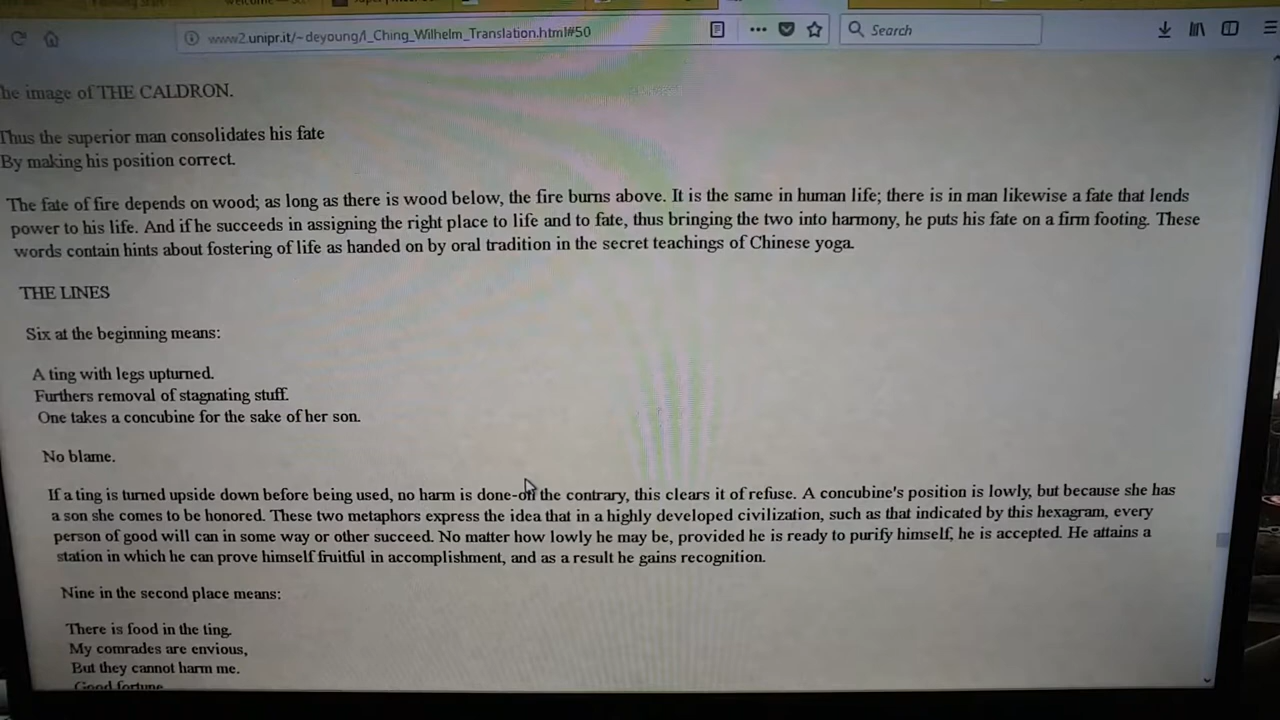 www2.unipr.it/~deyoung/I_Ching_Wilhelm_Translation.html#50
Search
he image of THE CALDRON.
Thus the superior man consolidates his fate
By making his position correct.
The fate of fire depends on wood; as long as there is wood below, the fire burns above. It is the same in human life; there is in man likewise a fate that lends
power to his life. And if he succeeds in assigning the right place to life and to fate, thus bringing the two into harmony, he puts his fate on a firm footing. These
words contain hints about fostering of life as handed on by oral tradition in the secret teachings of Chinese yoga.
THE LINES
Six at the beginning means:
A ting with legs upturned.
Furthers removal of stagnating stuff.
One takes a concubine for the sake of her son.
No blame.
If a ting is turned upside down before being used, no harm is done-on the contrary, this clears it of refuse. A concubine's position is lowly, but because she has
a son she comes to be honored. These two metaphors express the idea that in a highly developed civilization, such as that indicated by this hexagram, every
person of good will can in some way or other succeed. No matter how lowly he may be, provided he is ready to purify himself, he is accepted. He attains a
station in which he can prove himself fruitful in accomplishment, and as a result he gains recognition.
Nine in the second place means:
There is food in the ting.
My comrades are envious,
But they cannot harm me.
Good fortune